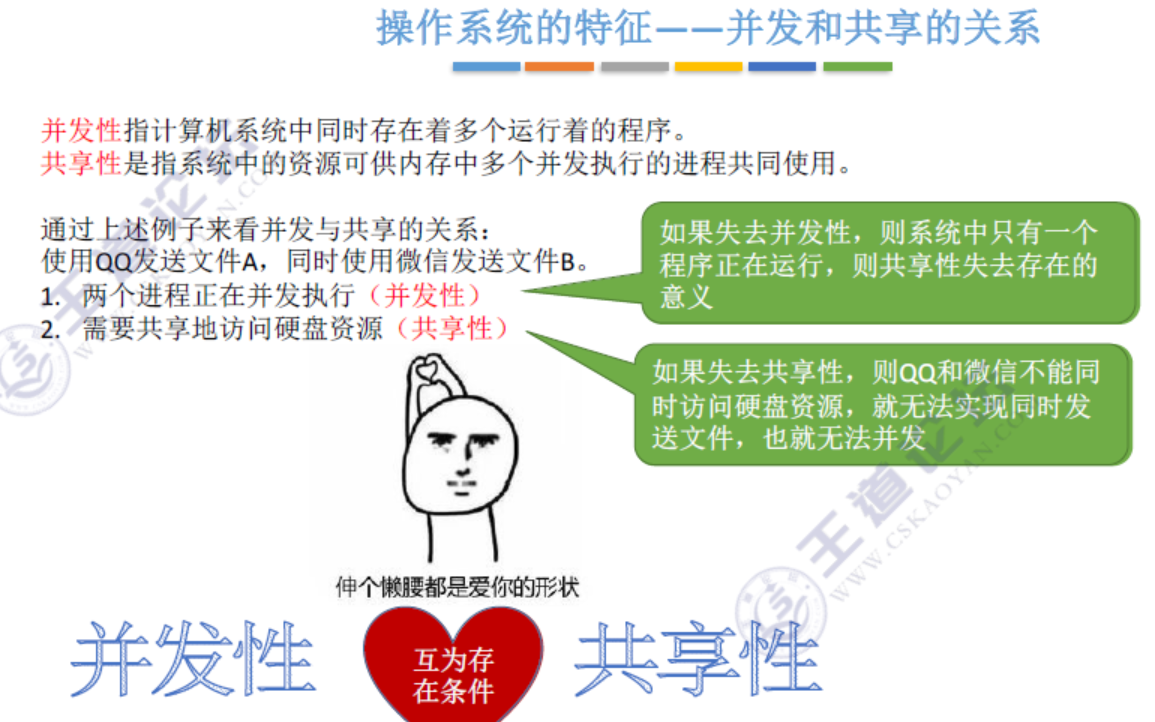 操作系统的特征——并发和共享的关系
并发性指计算机系统中同时存在着多个运行着的程序。
共享性是指系统中的资源可供内存中多个并发执行的进程共同使用。
通过上述例子来看并发与共享的关系：
使用QQ发送文件A，同时使用微信发送文件B。
1. 两个进程正在并发执行（并发性）
2. 需要共享地访问硬盘资源（共享性）
如果失去并发性，则系统中只有一个
程序正在运行，则共享性失去存在的
意义
如果失去共享性，则QQ和微信不能同
时访问硬盘资源，就无法实现同时发
送文件，也就无法并发
伸个懒腰都是爱你的形状
并发性
互为存
在条件
共享性
王道论坛
WWW.CSKAOYAN.COM
王道论坛
WWW.CSKAOYAN.COM